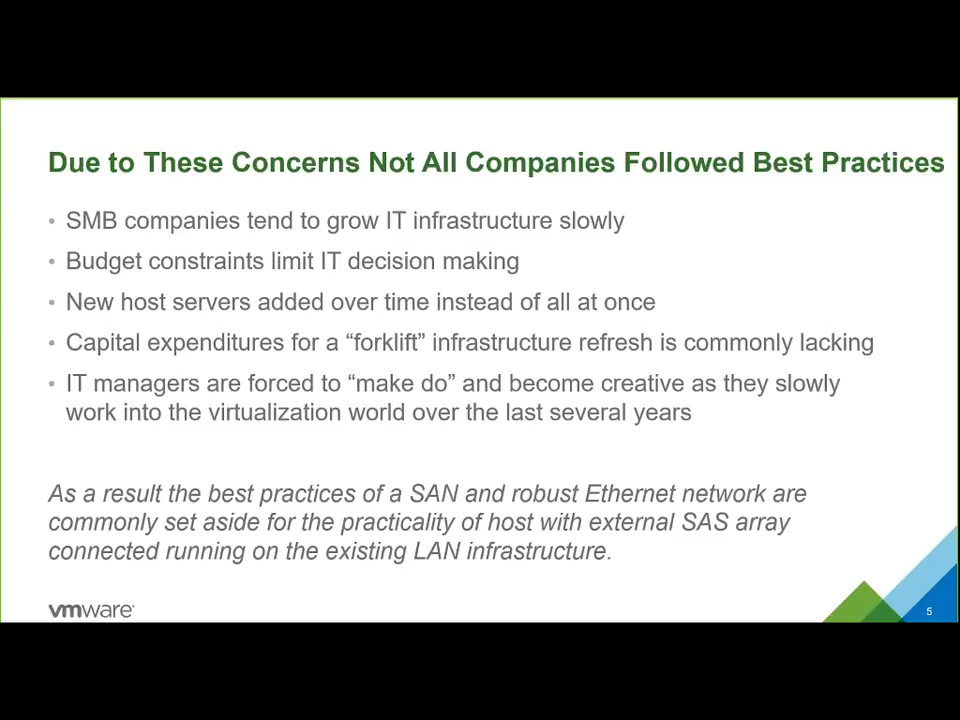 Due to These Concerns Not All Companies Followed Best Practices
• SMB companies tend to grow IT infrastructure slowly
• Budget constraints limit IT decision making
• New host servers added over time instead of all at once
• Capital expenditures for a “forklift” infrastructure refresh is commonly lacking
• IT managers are forced to “make do” and become creative as they slowly
work into the virtualization world over the last several years
As a result the best practices of a SAN and robust Ethernet network are
commonly set aside for the practicality of host with external SAS array
connected running on the existing LAN infrastructure.
vmware
5